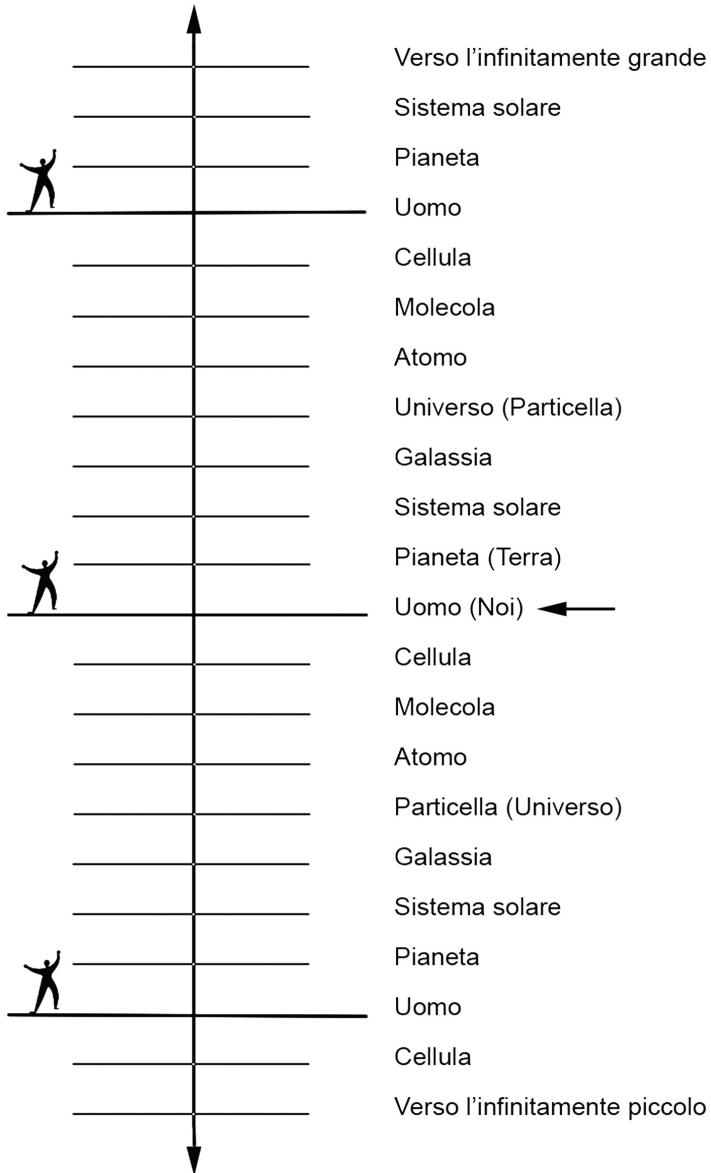 Verso l’infinitamente grande
Sistema solare
Pianeta
Uomo
Cellula
Molecola
Atomo
Universo (Particella)
Galassia
Sistema solare
Pianeta (Terra)
Uomo (Noi)
Cellula
Molecola
Atomo
Particella (Universo)
Galassia
Sistema solare
Pianeta
Uomo
Cellula
Verso l’infinitamente piccolo